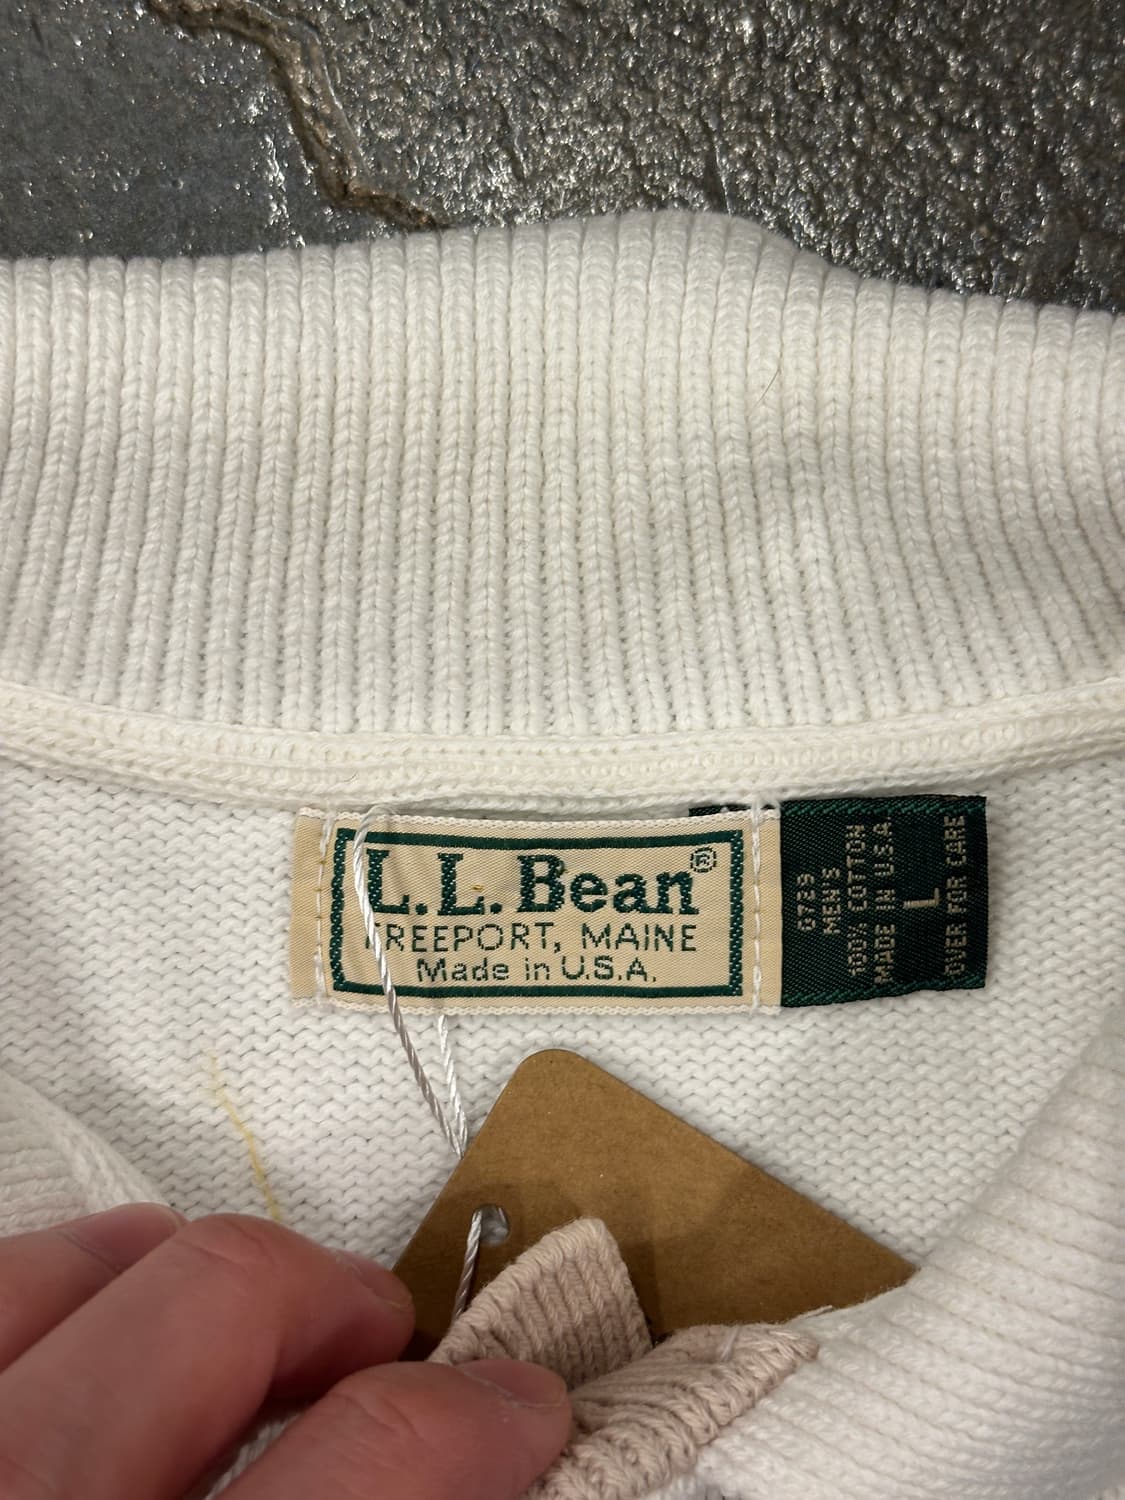 L.L.Bean®
FREEPORT, MAINE
Made in U.S.A.
MEN'S
100% COTTON
MADE IN U.S.A.
L
OVER FOR CARE